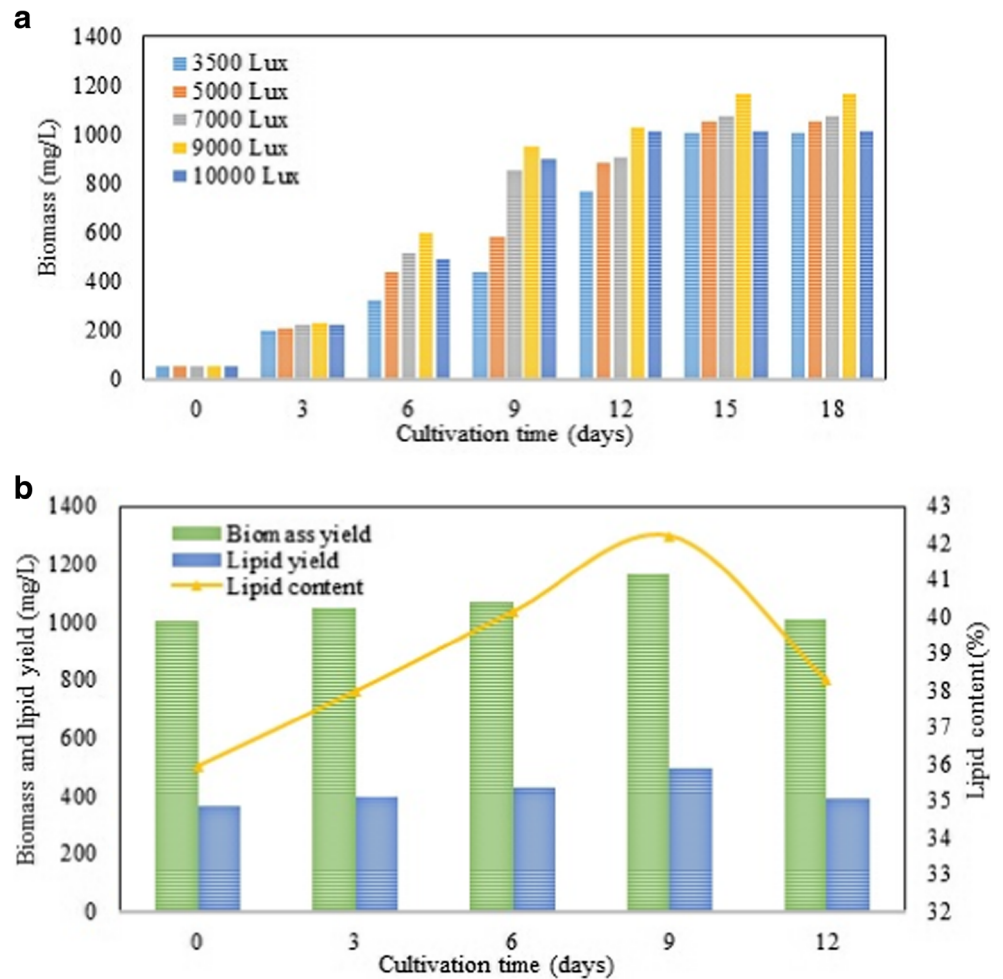 a
1400
1200
1000
800
600
400
200
0
Biomass (mg/L)
3500 Lux
5000 Lux
7000 Lux
9000 Lux
10000 Lux
0 3 6 9 12 15 18
Cultivation time (days)
b
1400
1200
1000
800
600
400
200
0
Biomass and lipid yield (mg/L)
Biomass yield
Lipid yield
Lipid content
43
42
41
40
39
38
37
36
35
34
33
32
Lipid content(%)
0 3 6 9 12
Cultivation time (days)